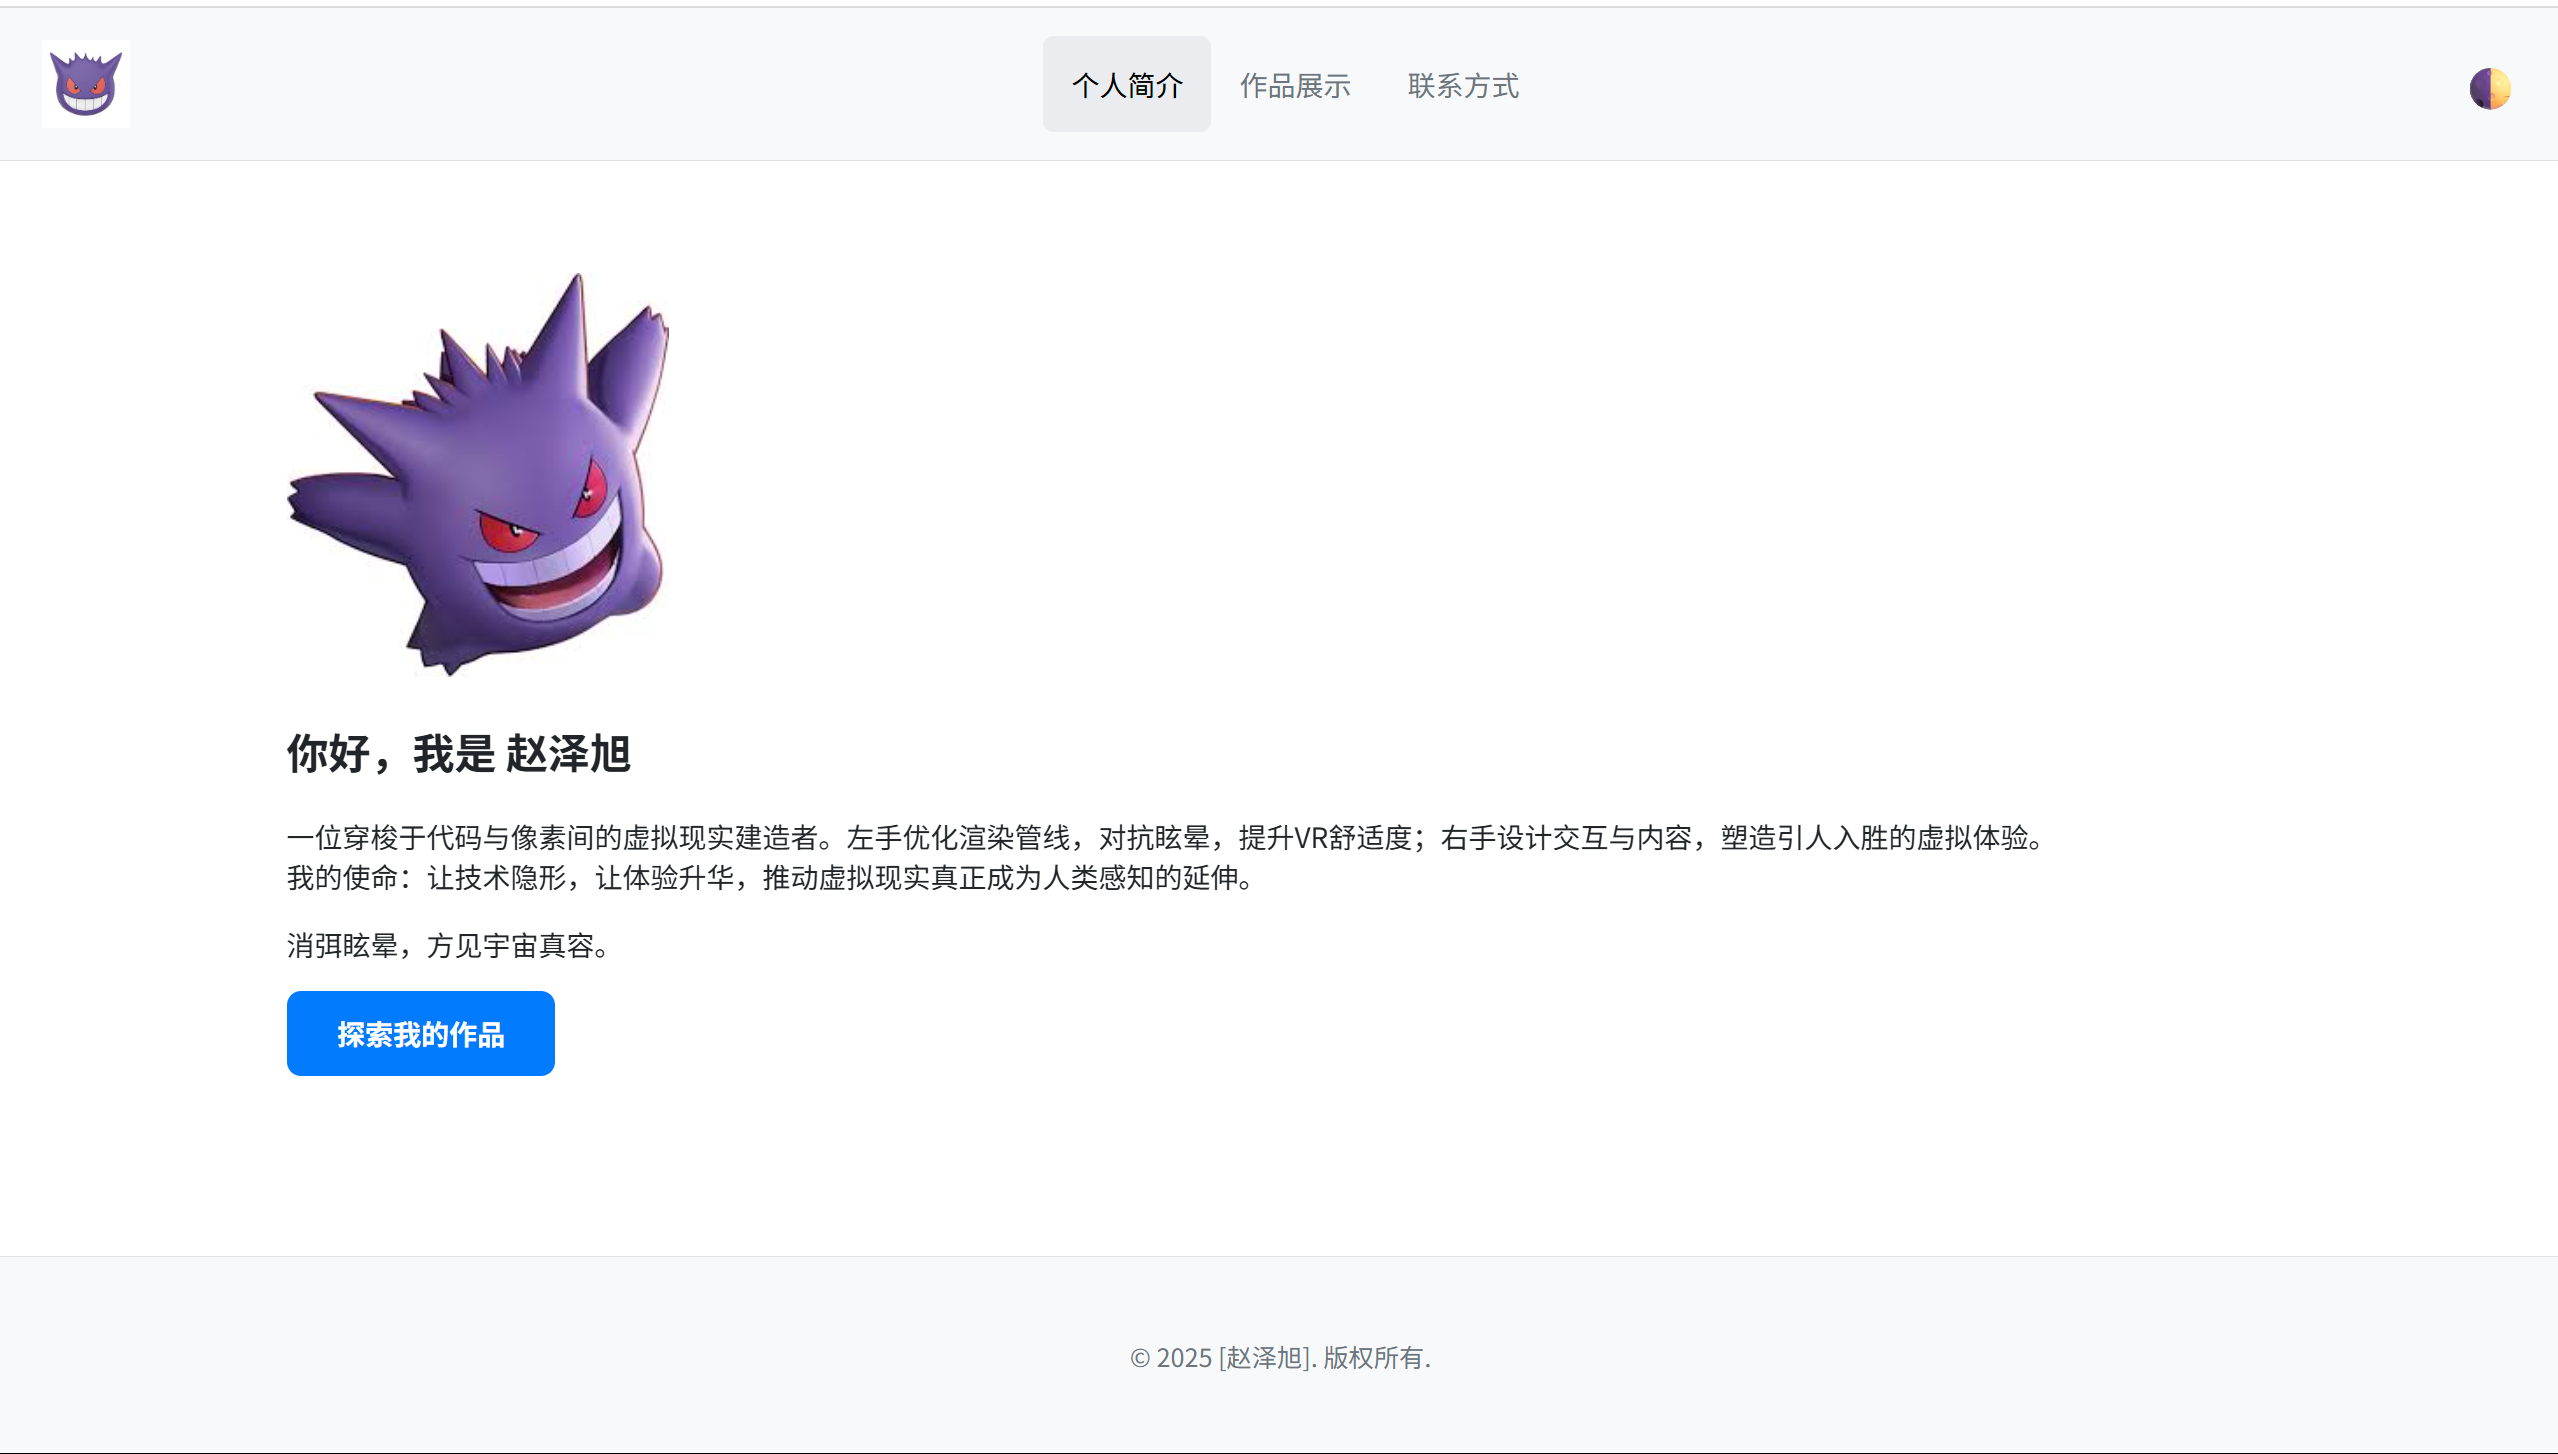 个人简介
作品展示
联系方式
你好，我是 赵泽旭
一位穿梭于代码与像素间的虚拟现实建造者。左手优化渲染管线，对抗眩晕，提升VR舒适度；右手设计交互与内容，塑造引人入胜的虚拟体验。
我的使命：让技术隐形，让体验升华，推动虚拟现实真正成为人类感知的延伸。
消弭眩晕，方见宇宙真容。
探索我的作品
© 2025 [赵泽旭]. 版权所有.